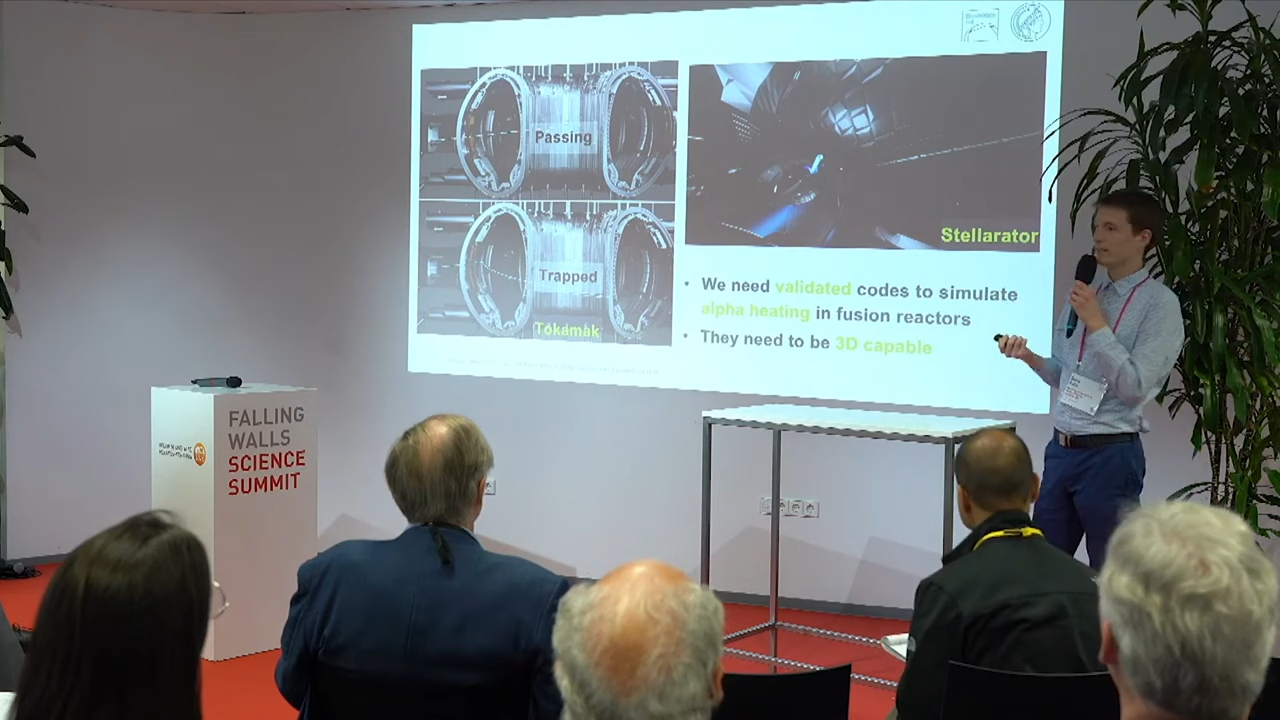 Passing
Trapped
Tokamak
Stellarator
• We need validated codes to simulate
alpha heating in fusion reactors
• They need to be 3D capable
FALLING
WALLS
SCIENCE
SUMMIT